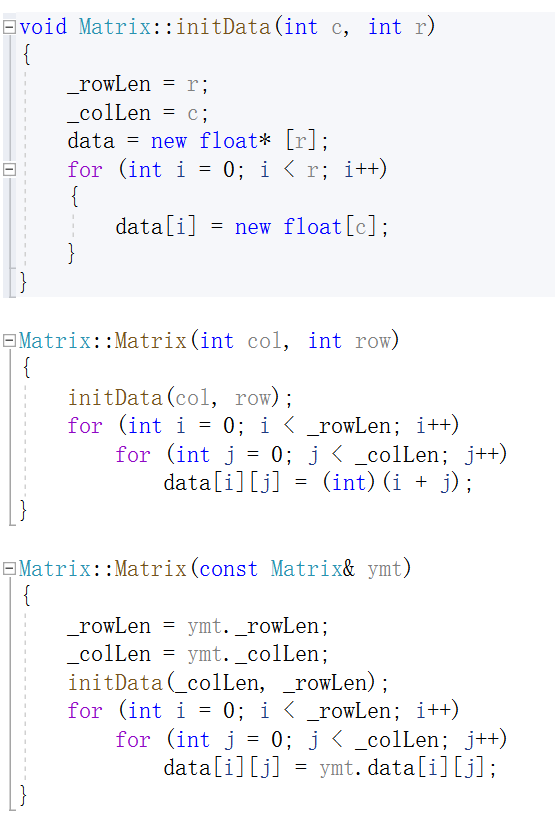 void Matrix::initData(int c, int r)
{
    _rowLen = r;
    _colLen = c;
    data = new float* [r];
    for (int i = 0; i < r; i++)
    {
        data[i] = new float[c];
    }
}
Matrix::Matrix(int col, int row)
{
    initData(col, row);
    for (int i = 0; i < _rowLen; i++)
        for (int j = 0; j < _colLen; j++)
            data[i][j] = (int)(i + j);
}
Matrix::Matrix(const Matrix& ymt)
{
    _rowLen = ymt._rowLen;
    _colLen = ymt._colLen;
    initData(_colLen, _rowLen);
    for (int i = 0; i < _rowLen; i++)
        for (int j = 0; j < _colLen; j++)
            data[i][j] = ymt.data[i][j];
}